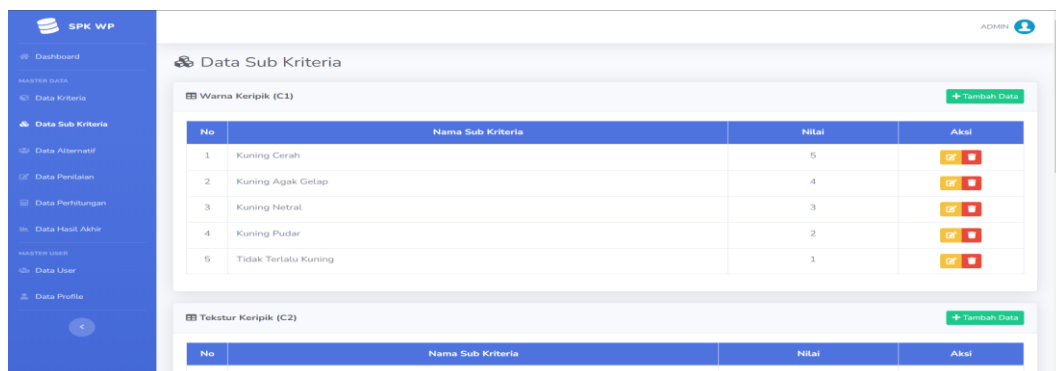 SPK WP
ADMIN
Dashboard
MASTER DATA
Data Kriteria
Data Sub Kriteria
Data Alternatif
Data Penilaian
Data Perhitungan
Data Hasil Akhir
MASTER USER
Data User
Data Profile
Data Sub Kriteria
Warna Keripik (C1)
+ Tambah Data
No Nama Sub Kriteria Nilai Aksi
1 Kuning Cerah 5
2 Kuning Agak Gelap 4
3 Kuning Netral 3
4 Kuning Pudar 2
5 Tidak Terlalu Kuning 1
Tekstur Keripik (C2)
+ Tambah Data
No Nama Sub Kriteria Nilai Aksi